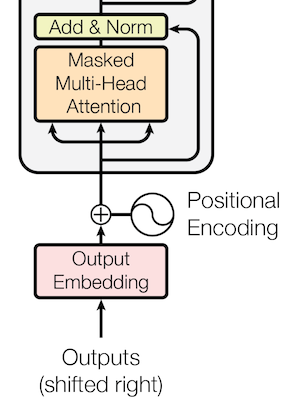 Add & Norm
Masked
Multi-Head
Attention
Positional
Encoding
Output
Embedding
Outputs
(shifted right)